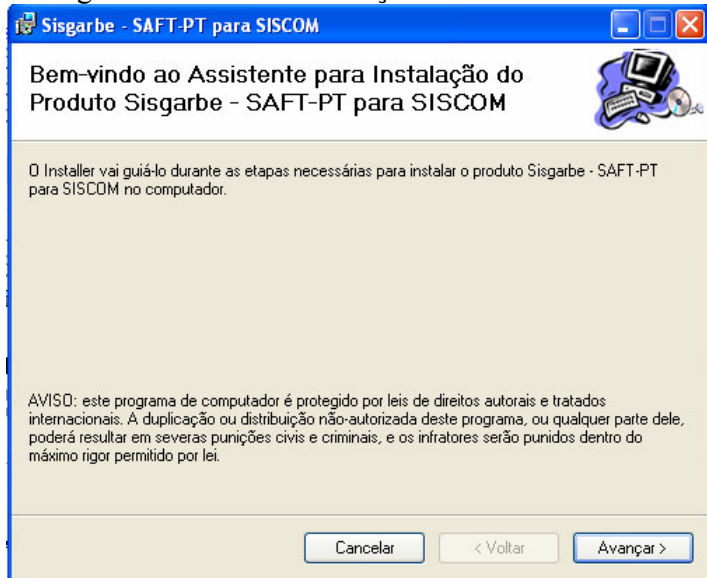 Sisgarbe - SAFT-PT para SISCOM
Bem-vindo ao Assistente para Instalação do
Produto Sisgarbe - SAFT-PT para SISCOM
O Installer vai guiá-lo durante as etapas necessárias para instalar o produto Sisgarbe - SAFT-PT
para SISCOM no computador.
AVISO: este programa de computador é protegido por leis de direitos autorais e tratados
internacionais. A duplicação ou distribuição não-autorizada deste programa, ou qualquer parte dele,
poderá resultar em severas punições civis e criminais, e os infratores serão punidos dentro do
máximo rigor permitido por lei.
Cancelar < Voltar Avançar >